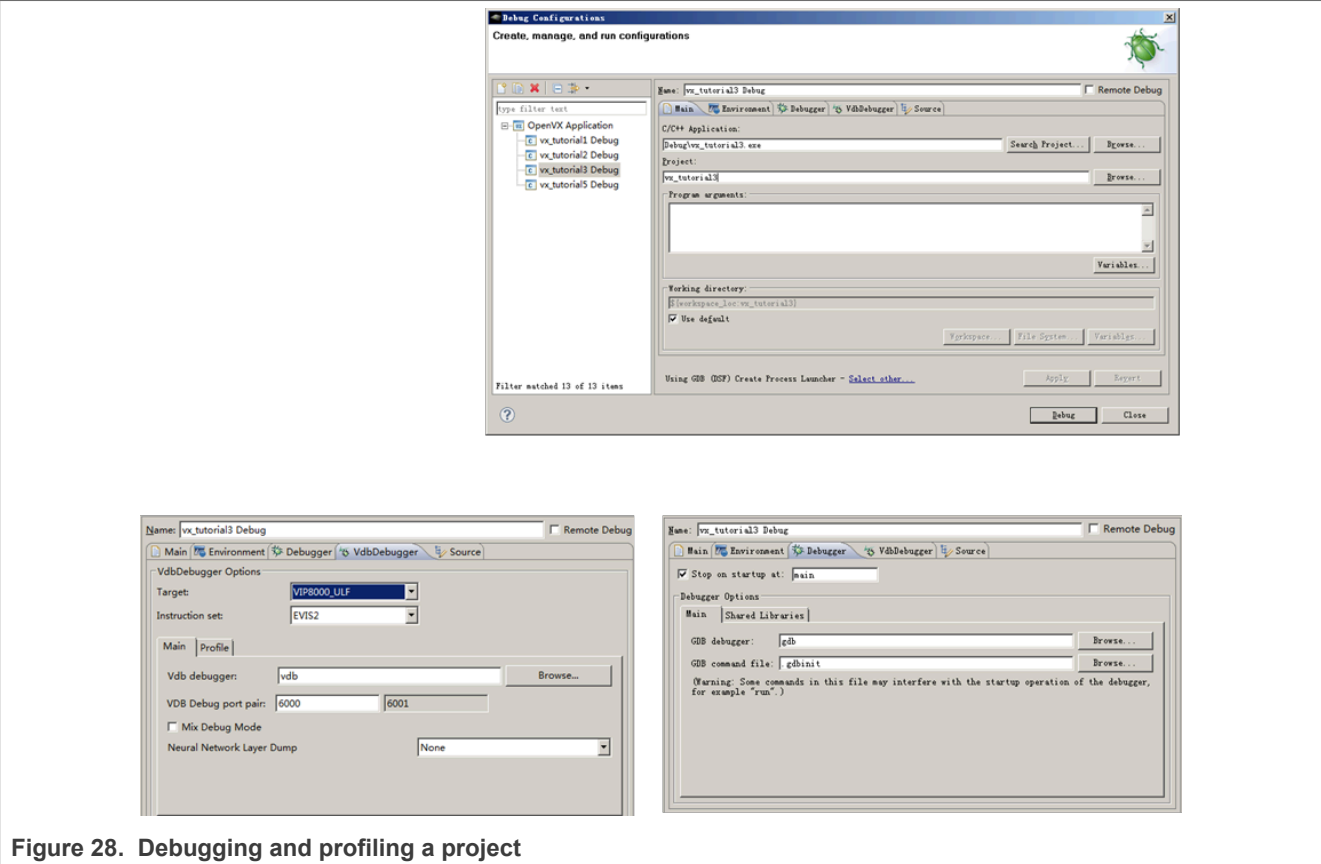 Debug Configurations
Create, manage, and run configurations
type filter text
OpenVX Application
vx_tutorial1 Debug
vx_tutorial2 Debug
vx_tutorial3 Debug
vx_tutorial5 Debug
Filter matched 13 of 13 items
Name: vx_tutorial3 Debug Remote Debug
Main Environment Debugger VdbDebugger Source
C/C++ Application:
Debug\vx_tutorial3.exe Search Project... Browse...
Project:
vx_tutorial3 Browse...
Program arguments:
Variables...
Working directory:
${workspace_loc:vx_tutorial3}
Use default
Workspace... File System... Variables...
Using GDB (DSF) Create Process Launcher - Select other... Apply Revert
Debug Close
Name: vx_tutorial3 Debug Remote Debug
Main Environment Debugger VdbDebugger Source
VdbDebugger Options
Target: VIP8000_ULF
Instruction set: EVIS2
Main Profile
Vdb debugger: vdb Browse...
VDB Debug port pair: 6000 6001
Mix Debug Mode
Neural Network Layer Dump None
Name: vx_tutorial3 Debug Remote Debug
Main Environment Debugger VdbDebugger Source
Stop on startup at: main
Debugger Options
Main Shared Libraries
GDB debugger: gdb Browse...
GDB command file: .gdbinit Browse...
(Warning: Some commands in this file may interfere with the startup operation of the debugger,
for example "run".)
Figure 28. Debugging and profiling a project